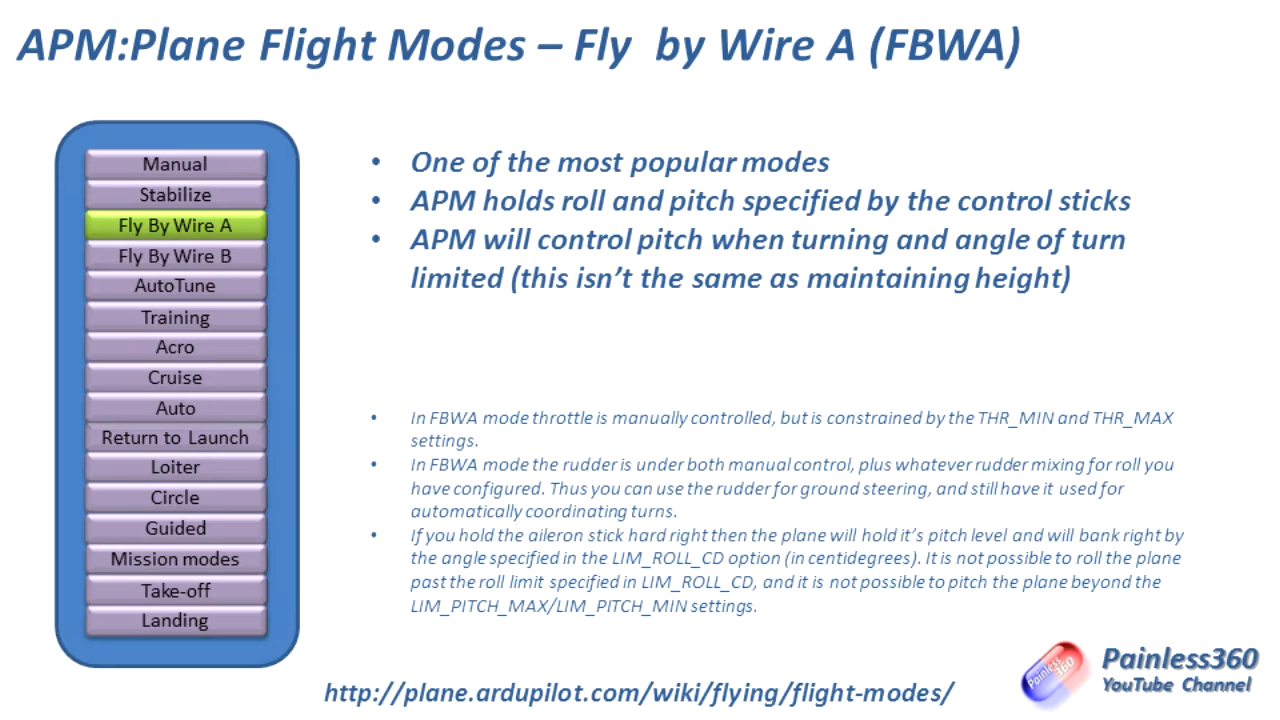 APM:Plane Flight Modes – Fly by Wire A (FBWA)
Manual
Stabilize
Fly By Wire A
Fly By Wire B
AutoTune
Training
Acro
Cruise
Auto
Return to Launch
Loiter
Circle
Guided
Mission modes
Take-off
Landing
• One of the most popular modes
• APM holds roll and pitch specified by the control sticks
• APM will control pitch when turning and angle of turn
limited (this isn't the same as maintaining height)
• In FBWA mode throttle is manually controlled, but is constrained by the THR_MIN and THR_MAX
settings.
• In FBWA mode the rudder is under both manual control, plus whatever rudder mixing for roll you
have configured. Thus you can use the rudder for ground steering, and still have it used for
automatically coordinating turns.
• If you hold the aileron stick hard right then the plane will hold it's pitch level and will bank right by
the angle specified in the LIM_ROLL_CD option (in centidegrees). It is not possible to roll the plane
past the roll limit specified in LIM_ROLL_CD, and it is not possible to pitch the plane beyond the
LIM_PITCH_MAX/LIM_PITCH_MIN settings.
http://plane.ardupilot.com/wiki/flying/flight-modes/
Painless
360
Painless360
YouTube Channel